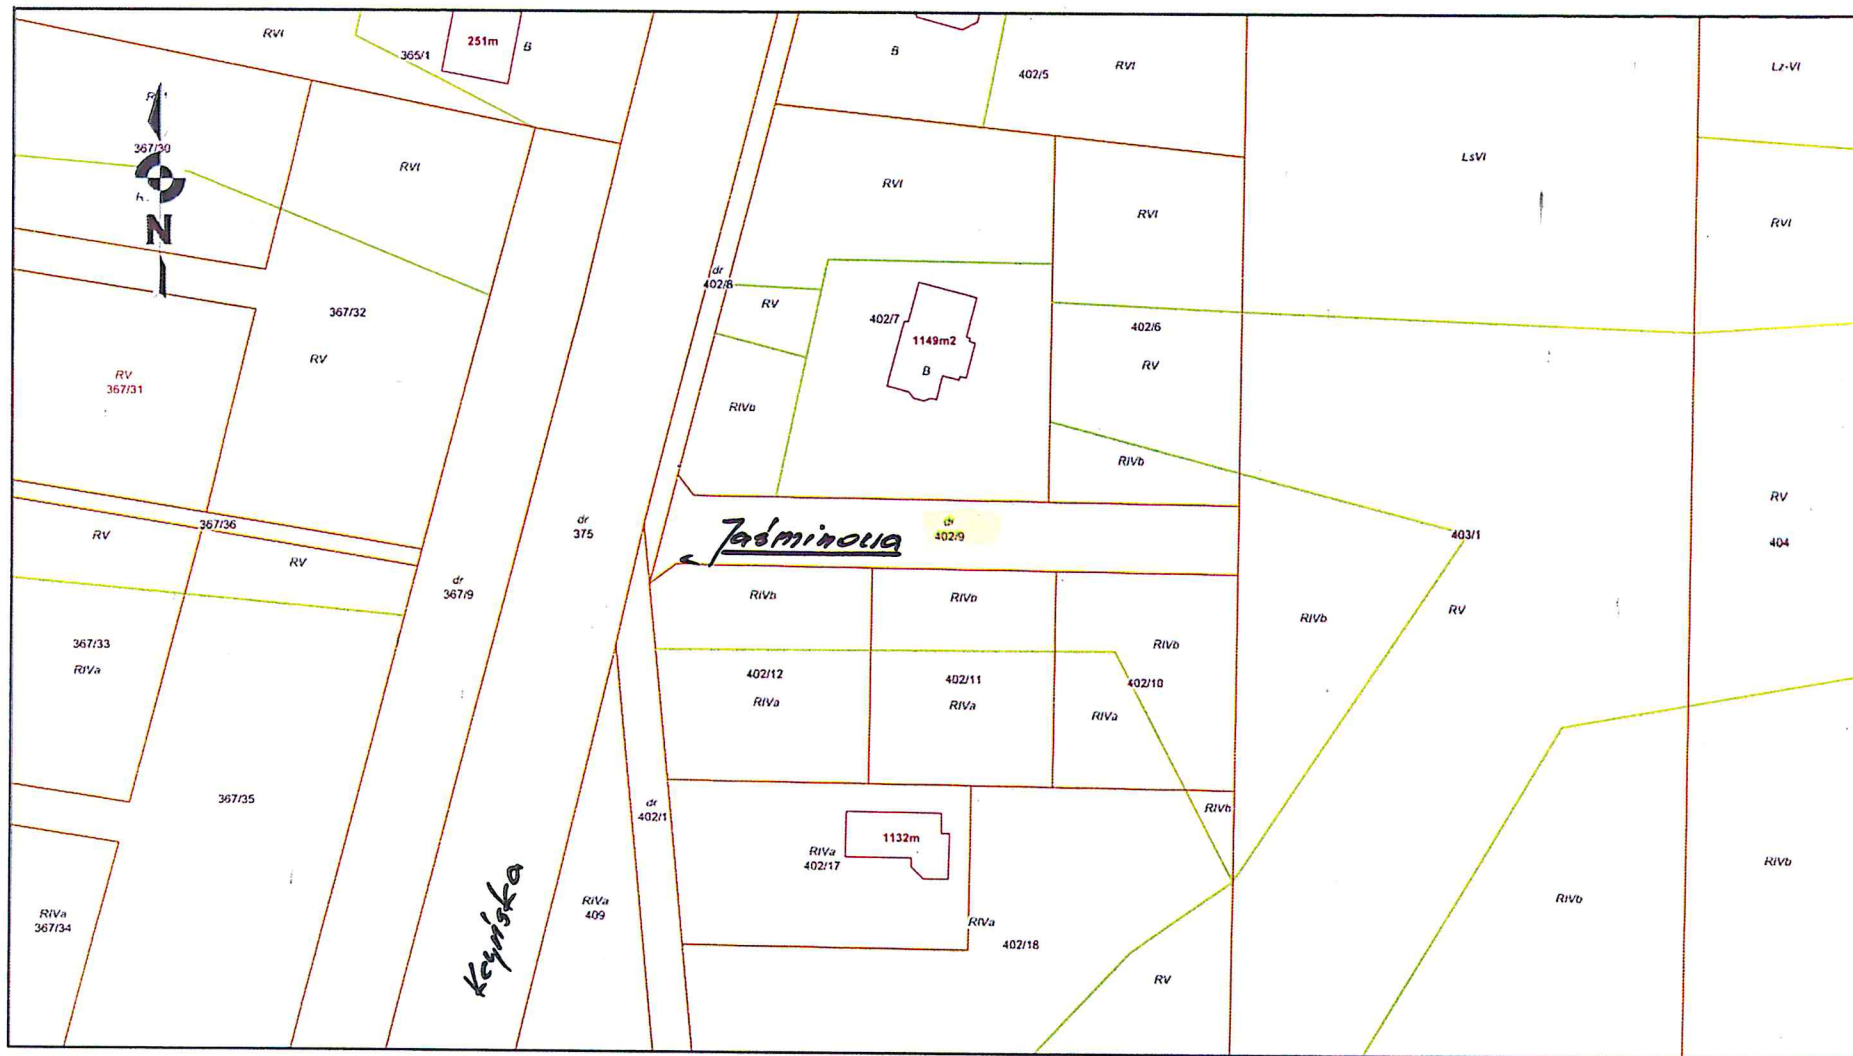 RVI
365/1
251m
B
B
402/5
RVI
Lz-VI
367/30
RVI
RVI
LsVI
RVI
RVI
N
dr
402/8
RV
367/32
RV
402/7
1149m2
B
402/6
RV
RV
367/31
RIVb
RIVb
367/36
RV
RV
dr
375
Jaśminowa
dr
402/9
403/1
RV
404
dr
367/9
RIVb
RIVb
RIVb
RIVb
RV
367/33
RIVa
402/12
RIVa
402/11
RIVa
402/10
RIVa
367/35
dr
402/1
RIVb
1132m
RIVa
402/17
RIVb
RIVb
Kcyńska
RIVa
409
RIVa
367/34
RIVa
402/18
RV